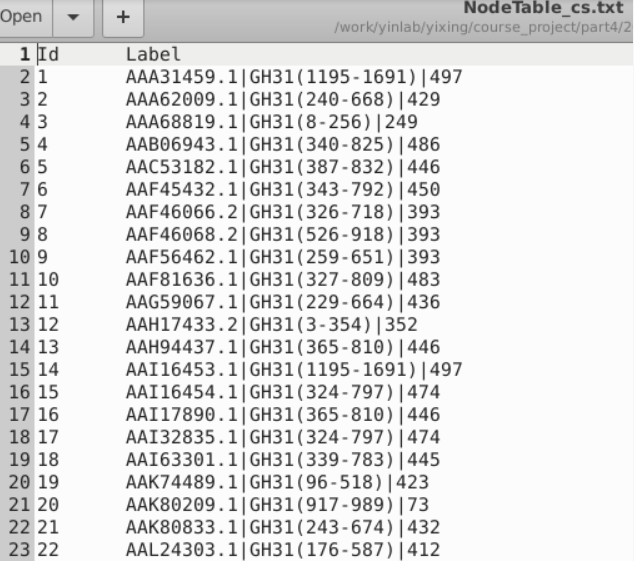 Open
+
NodeTable_cs.txt
/work/yinlab/yixing/course_project/part4/2
1 Id Label
2 1 AAA31459.1|GH31(1195-1691)|497
3 2 AAA62009.1|GH31(240-668)|429
4 3 AAA68819.1|GH31(8-256)|249
5 4 AAB06943.1|GH31(340-825)|486
6 5 AAC53182.1|GH31(387-832)|446
7 6 AAF45432.1|GH31(343-792)|450
8 7 AAF46066.2|GH31(326-718)|393
9 8 AAF46068.2|GH31(526-918)|393
10 9 AAF56462.1|GH31(259-651)|393
11 10 AAF81636.1|GH31(327-809)|483
12 11 AAG59067.1|GH31(229-664)|436
13 12 AAH17433.2|GH31(3-354)|352
14 13 AAH94437.1|GH31(365-810)|446
15 14 AAI16453.1|GH31(1195-1691)|497
16 15 AAI16454.1|GH31(324-797)|474
17 16 AAI17890.1|GH31(365-810)|446
18 17 AAI32835.1|GH31(324-797)|474
19 18 AAI63301.1|GH31(339-783)|445
20 19 AAK74489.1|GH31(96-518)|423
21 20 AAK80209.1|GH31(917-989)|73
22 21 AAK80833.1|GH31(243-674)|432
23 22 AAL24303.1|GH31(176-587)|412